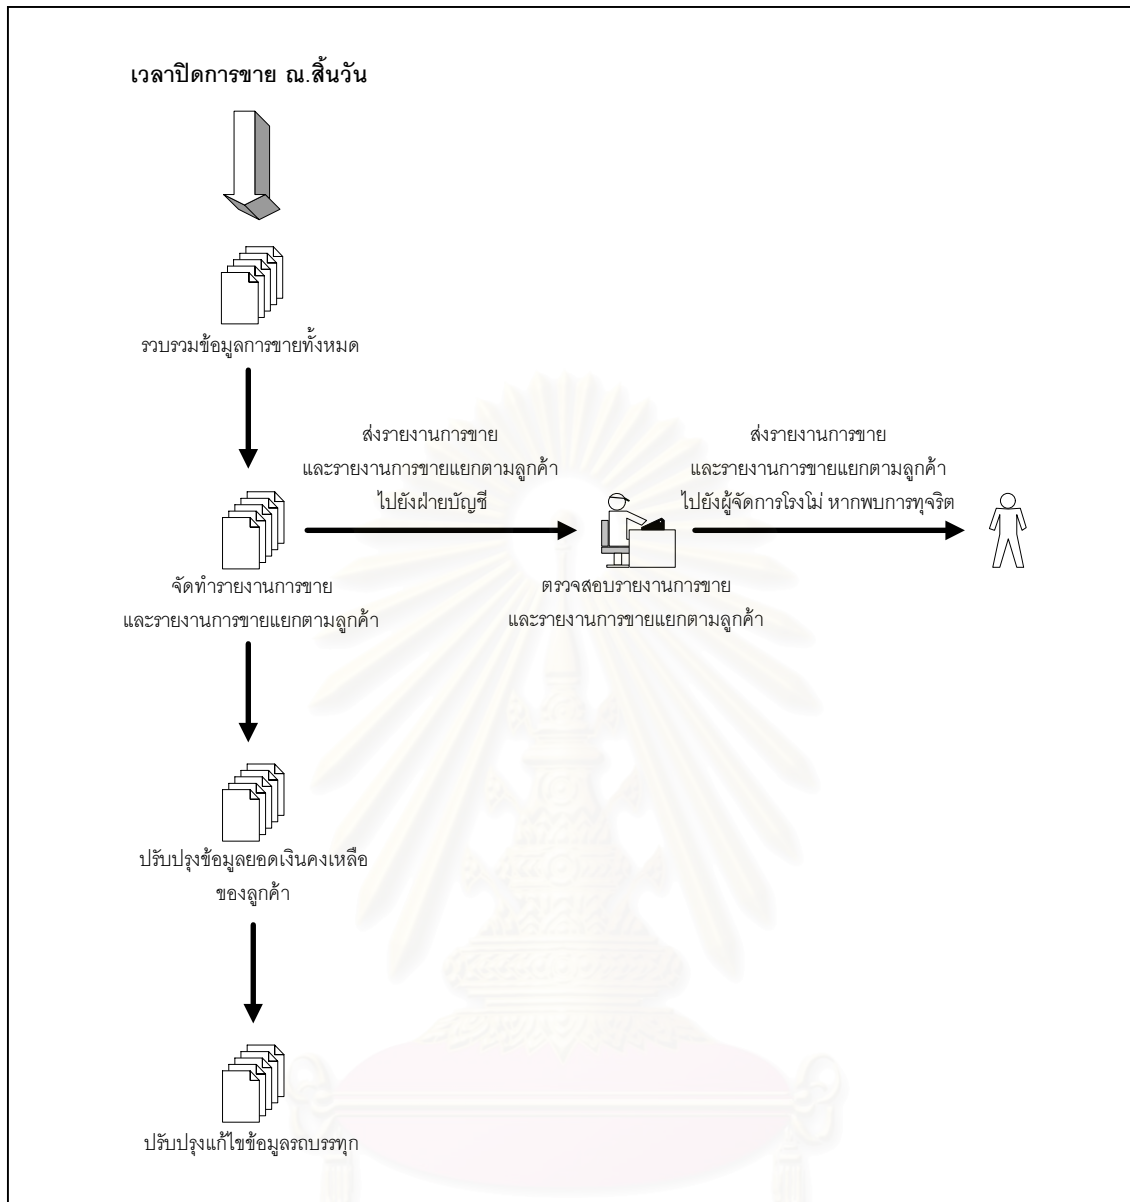 เวลาปิดการขาย ณ.สิ้นวัน
รวบรวมข้อมูลการขายทั้งหมด
ส่งรายงานการขาย
และรายงานการขายแยกตามลูกค้า
ไปยังฝ่ายบัญชี
ส่งรายงานการขาย
และรายงานการขายแยกตามลูกค้า
ไปยังผู้จัดการโรงโม่ หากพบการทุจริต
จัดทำรายงานการขาย
และรายงานการขายแยกตามลูกค้า
ตรวจสอบรายงานการขาย
และรายงานการขายแยกตามลูกค้า
ปรับปรุงข้อมูลยอดเงินคงเหลือ
ของลูกค้า
ปรับปรุงแก้ไขข้อมูลรถบรรทุก